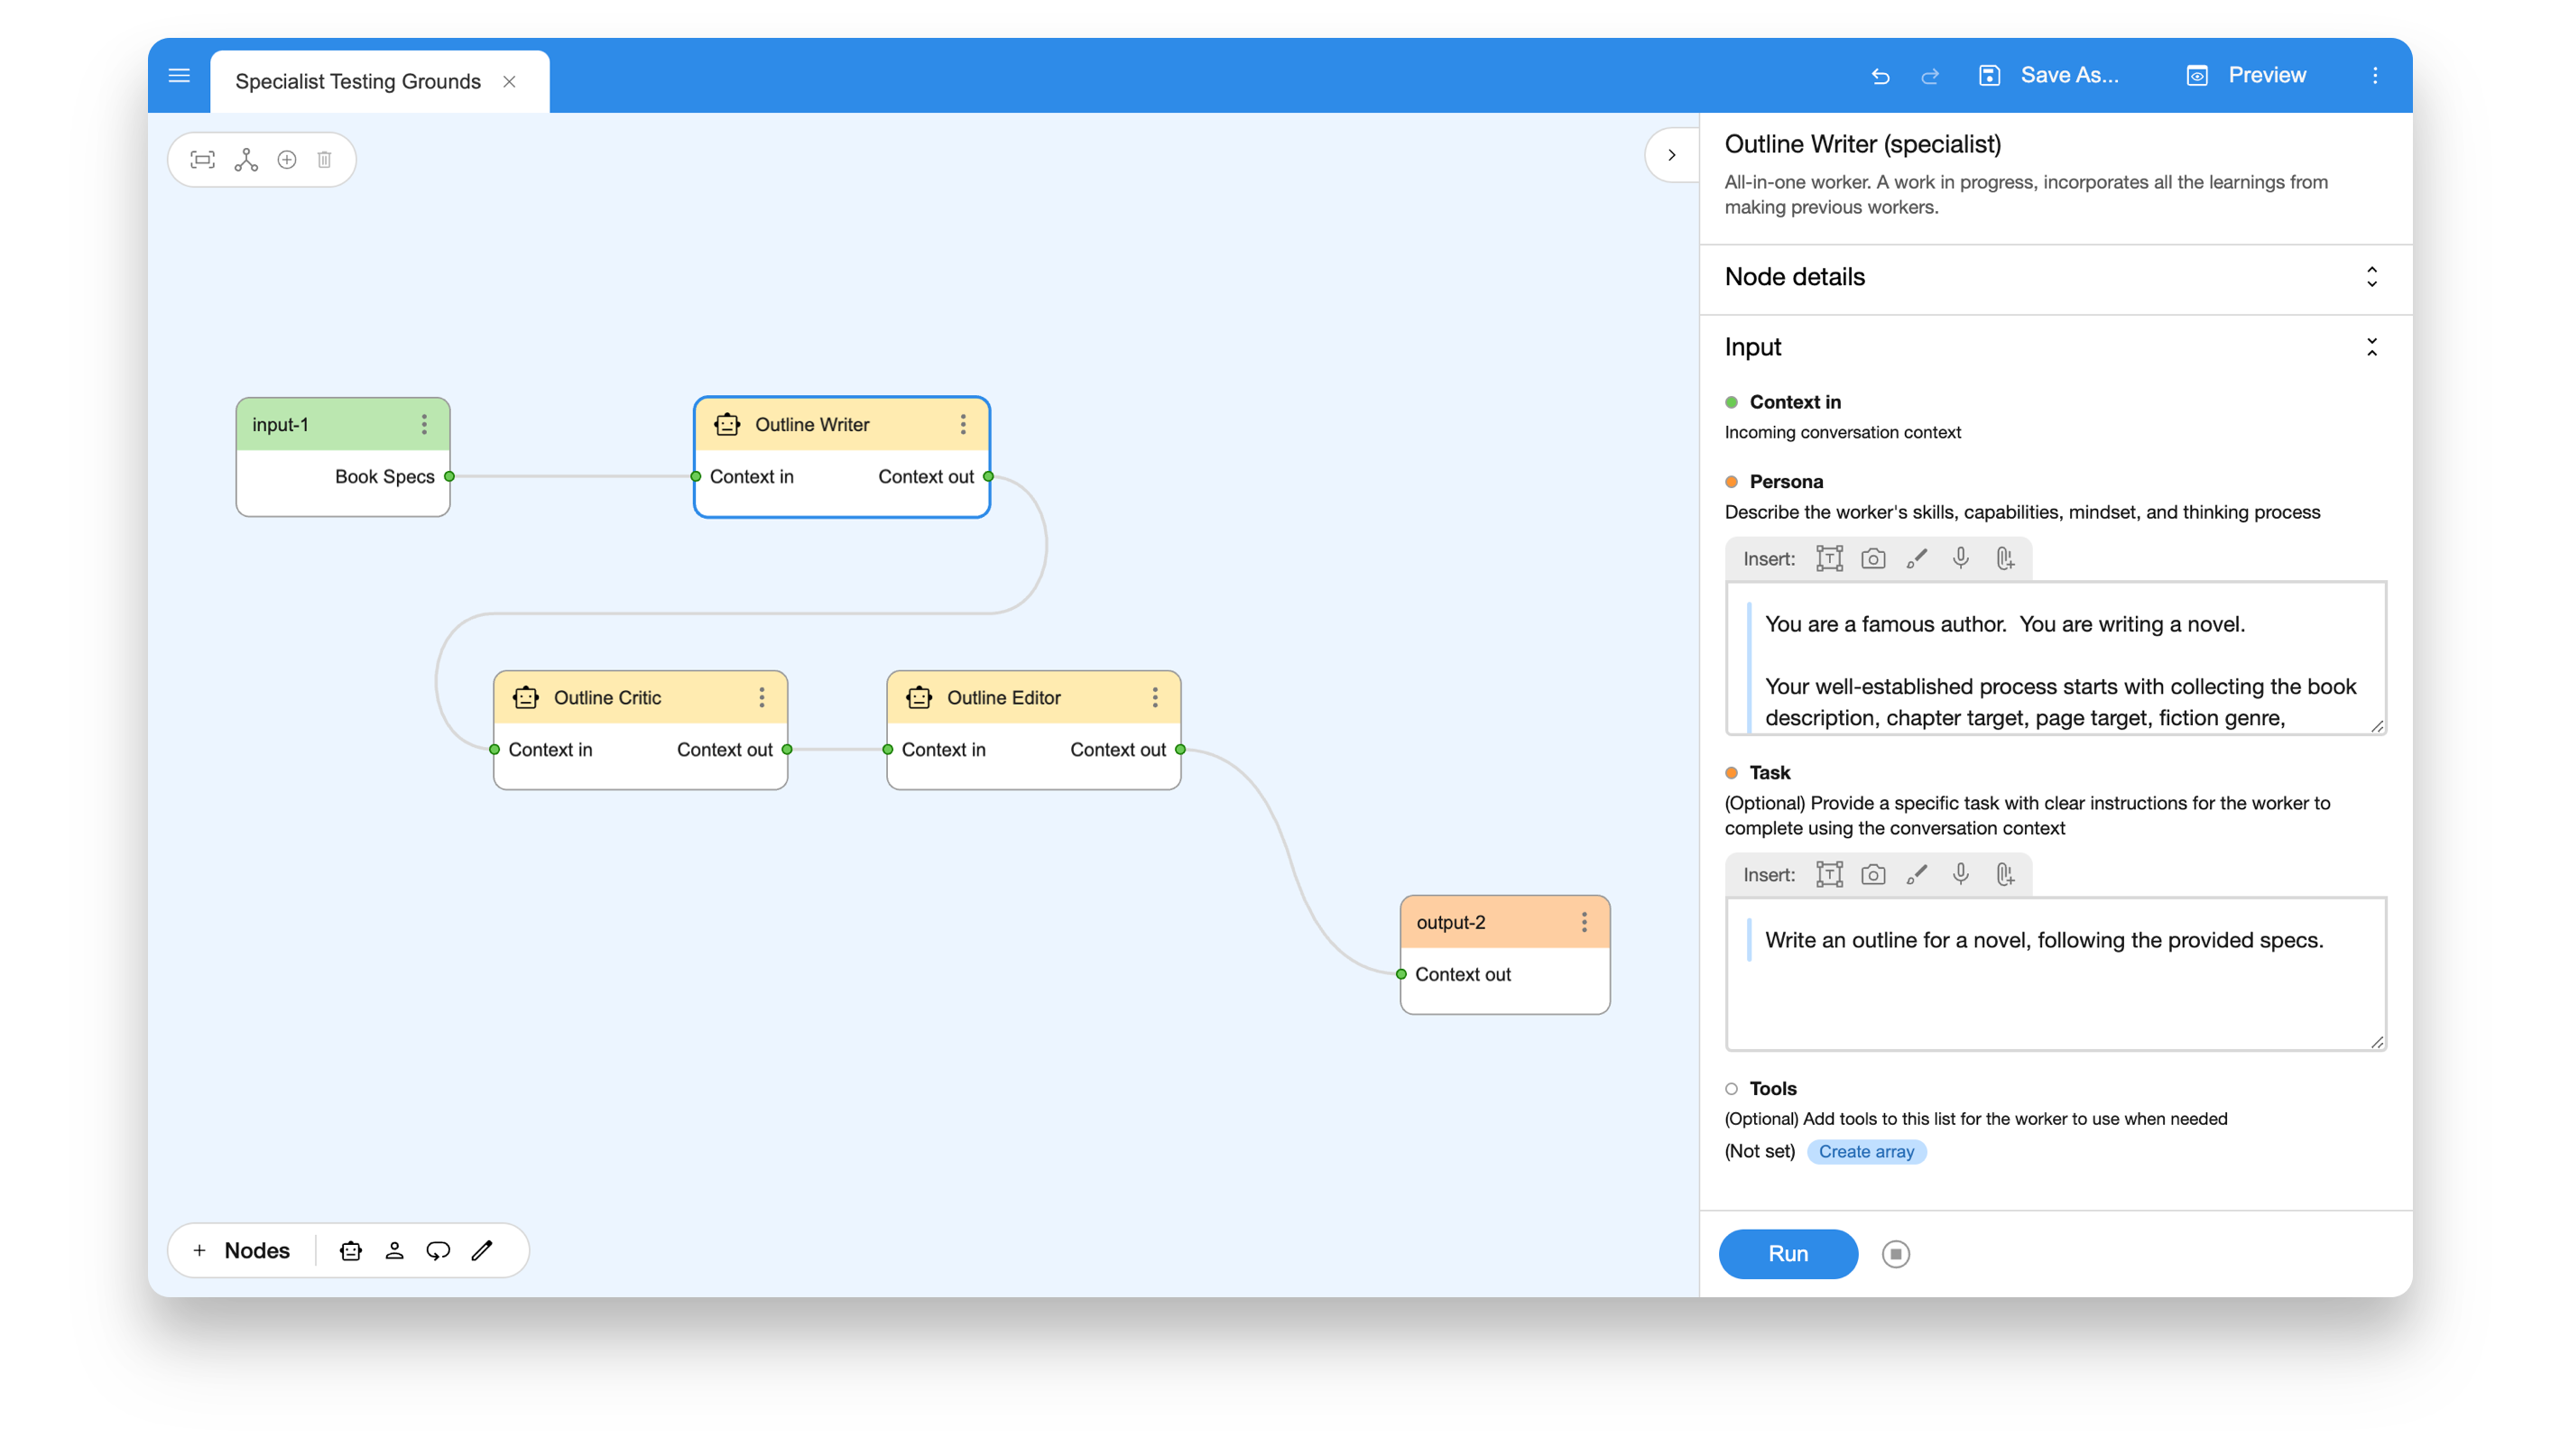 Specialist Testing Grounds
Save As...
Preview
input-1
Book Specs
Outline Writer
Context in
Context out
Outline Critic
Context in
Context out
Outline Editor
Context in
Context out
output-2
Context out
+ Nodes
Outline Writer (specialist)
All-in-one worker. A work in progress, incorporates all the learnings from
making previous workers.
Node details
Input
Context in
Incoming conversation context
Persona
Describe the worker's skills, capabilities, mindset, and thinking process
Insert:
You are a famous author.  You are writing a novel.
Your well-established process starts with collecting the book
description, chapter target, page target, fiction genre,
Task
(Optional) Provide a specific task with clear instructions for the worker to
complete using the conversation context
Insert:
Write an outline for a novel, following the provided specs.
Tools
(Optional) Add tools to this list for the worker to use when needed
(Not set) Create array
Run